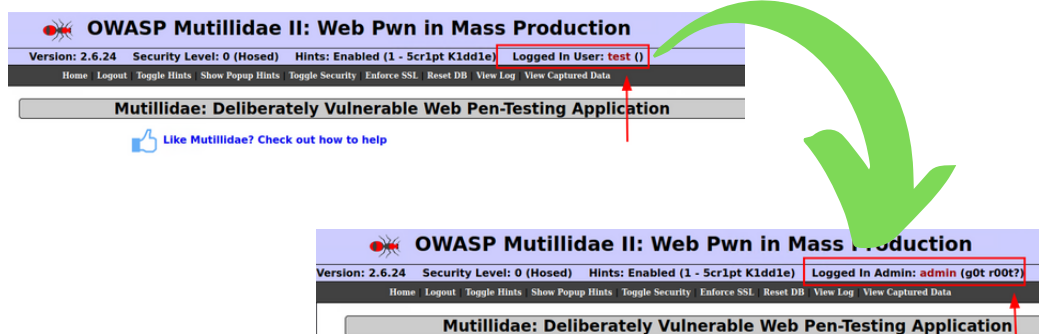 OWASP Mutillidae II: Web Pwn in Mass Production
Version: 2.6.24 Security Level: 0 (Hosed) Hints: Enabled (1 - 5cr1pt K1dd1e) Logged In User: test ()
Home | Logout | Toggle Hints | Show Popup Hints | Toggle Security | Enforce SSL | Reset DB | View Log | View Captured Data
Mutillidae: Deliberately Vulnerable Web Pen-Testing Application
Like Mutillidae? Check out how to help
OWASP Mutillidae II: Web Pwn in Mass
Version: 2.6.24 Security Level: 0 (Hosed) Hints: Enabled (1 - 5cr1pt K1dd1e) Logged In Admin: admin (g0t r00t?)
Home | Logout | Toggle Hints | Show Popup Hints | Toggle Security | Enforce SSL | Reset DB | View Log | View Captured Data
Mutillidae: Deliberately Vulnerable Web Pen-Testing Application